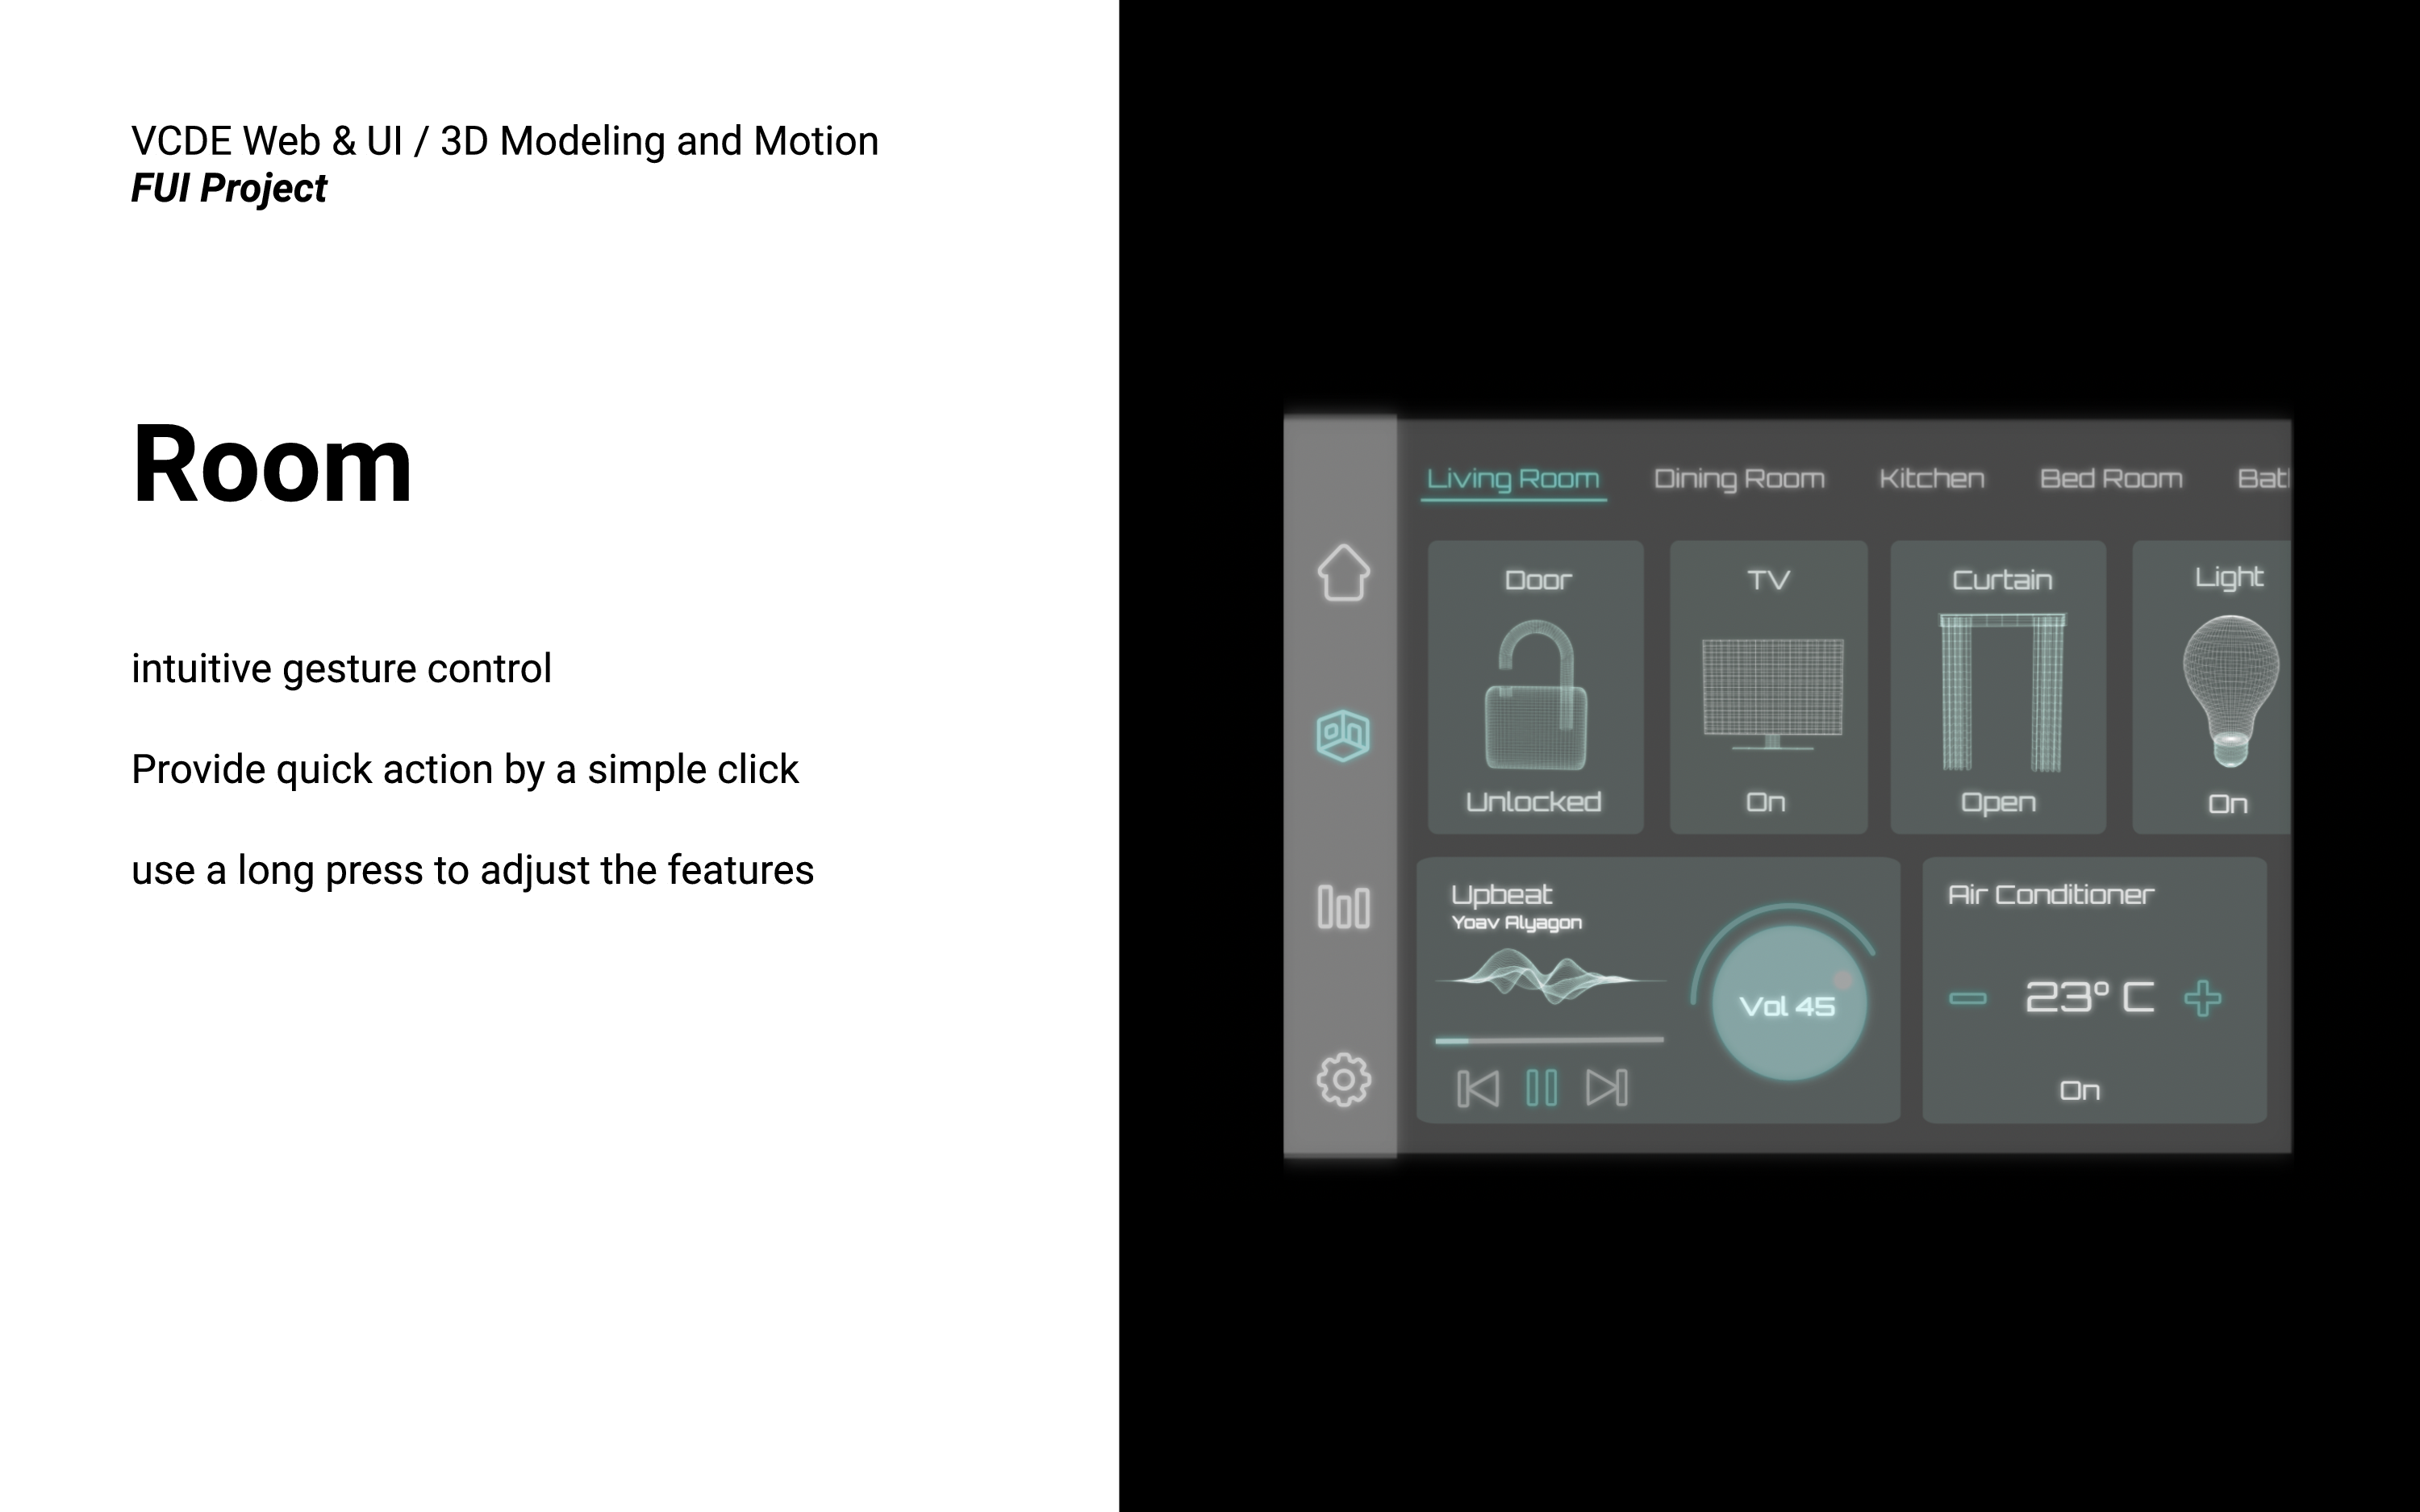 VCDE Web & UI / 3D Modeling and Motion
FUI Project
Room
intuitive gesture control
Provide quick action by a simple click
use a long press to adjust the features
Living Room Dining Room Kitchen Bed Room Bat
Door TV Curtain Light
Unlocked On Open On
Upbeat
Yoav Alyagon
Vol 45
Air Conditioner
23° C
On